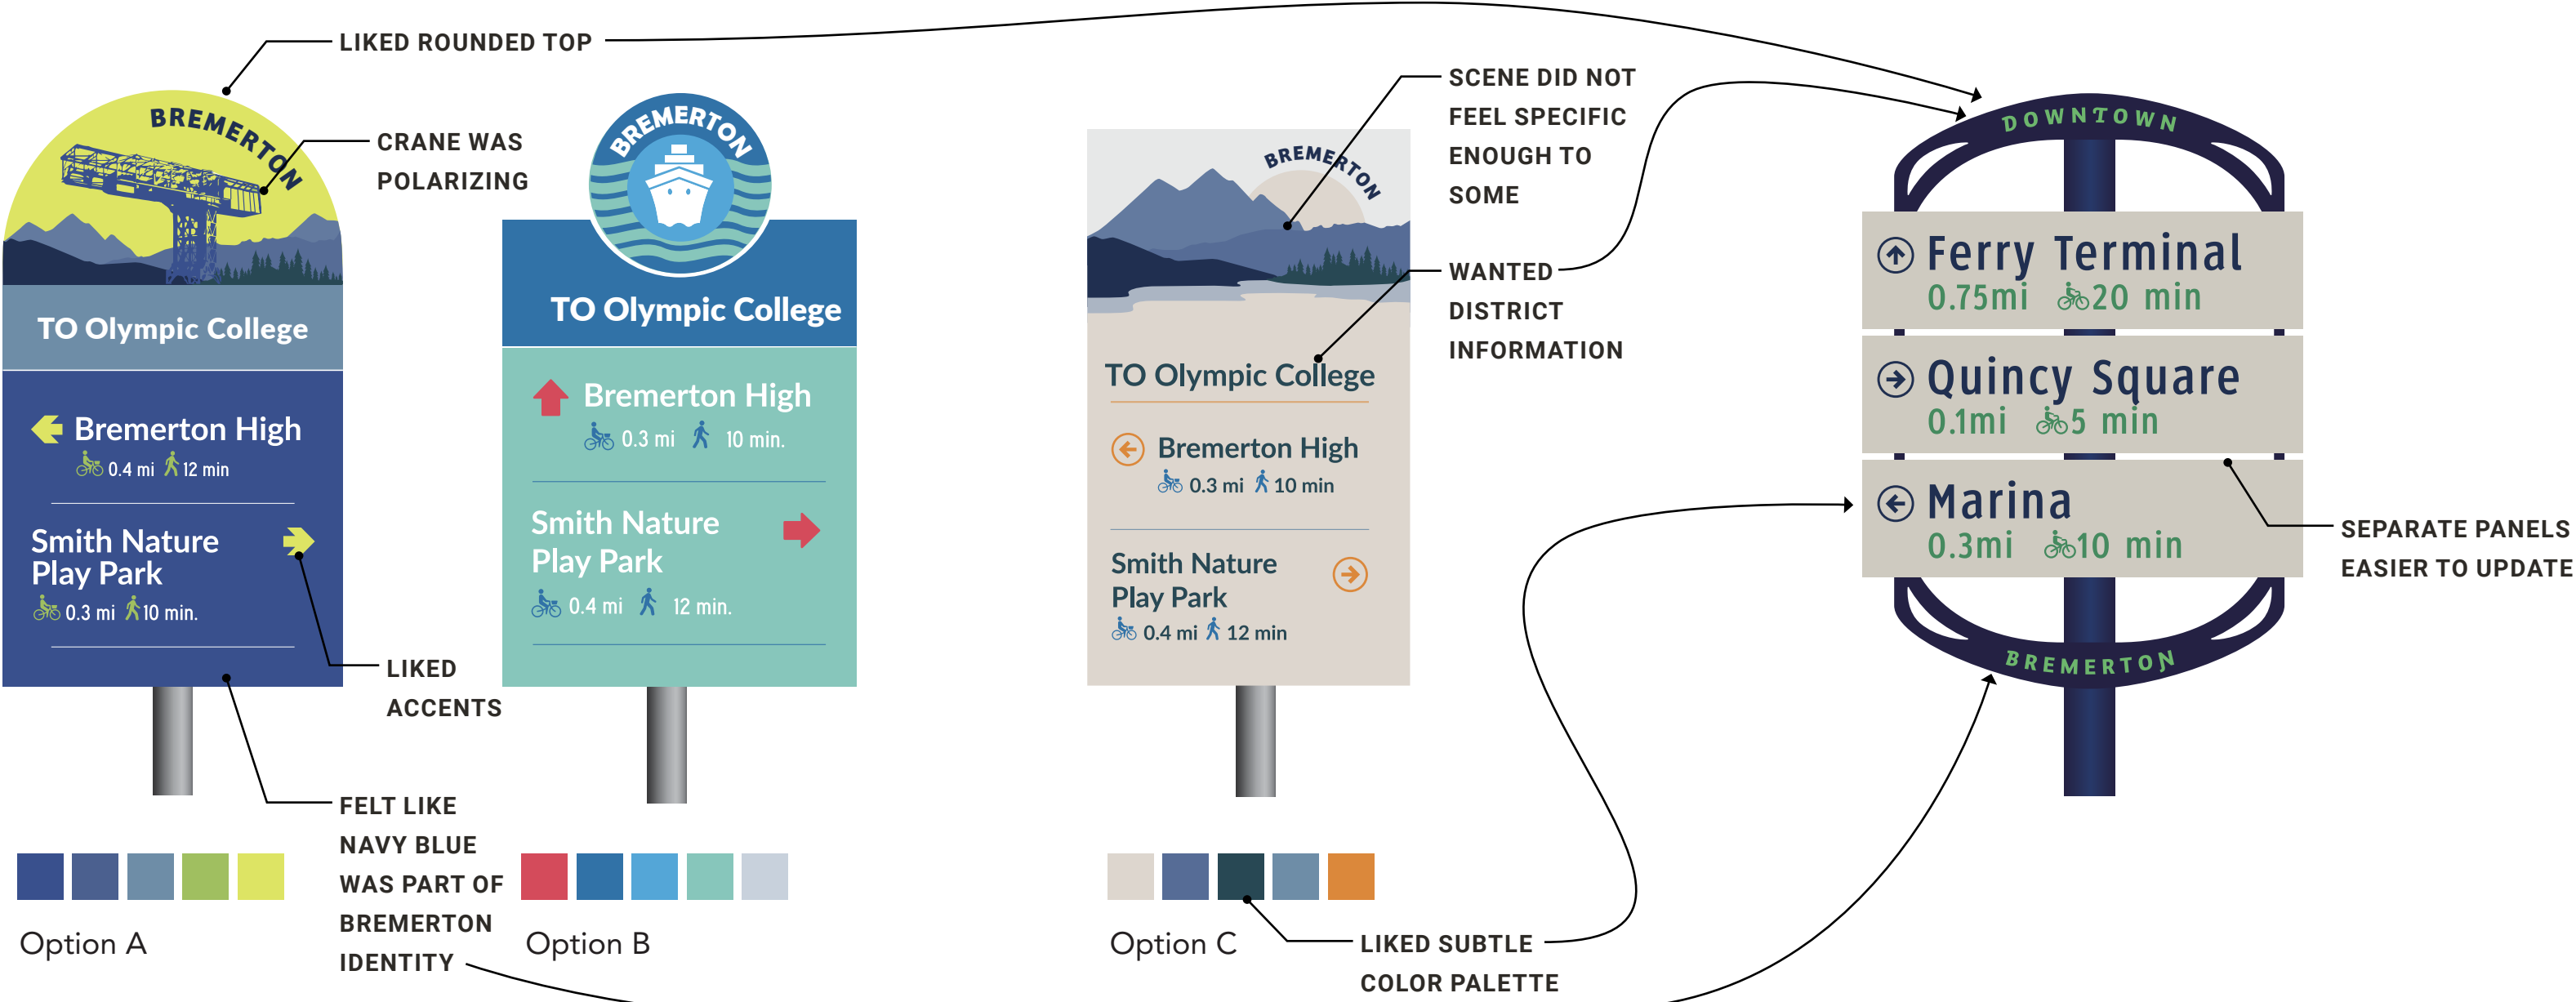 LIKED ROUNDED TOP
BREMERTON
CRANE WAS
POLARIZING
TO Olympic College
Bremerton High
0.4 mi 12 min
Smith Nature
Play Park
0.3 mi 10 min.
LIKED
ACCENTS
FELT LIKE
NAVY BLUE
WAS PART OF
BREMERTON
IDENTITY
Option A
BREMERTON
TO Olympic College
Bremerton High
0.3 mi 10 min.
Smith Nature
Play Park
0.4 mi 12 min.
Option B
BREMERTON
TO Olympic College
Bremerton High
0.3 mi 10 min
Smith Nature
Play Park
0.4 mi 12 min
Option C
SCENE DID NOT
FEEL SPECIFIC
ENOUGH TO
SOME
WANTED
DISTRICT
INFORMATION
LIKED SUBTLE
COLOR PALETTE
DOWNTOWN
Ferry Terminal
0.75mi 20 min
Quincy Square
0.1mi 5 min
Marina
0.3mi 10 min
BREMERTON
SEPARATE PANELS
EASIER TO UPDATE